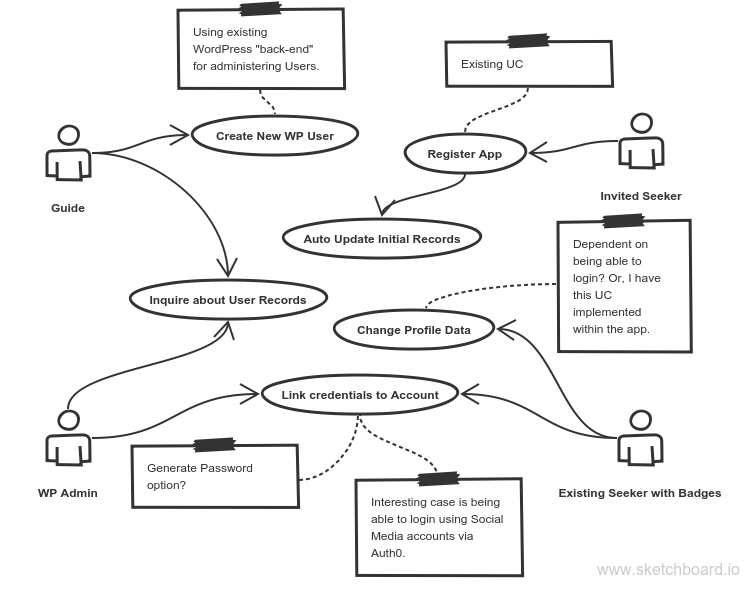 Using existing
WordPress "back-end"
for administering Users.
Existing UC
Create New WP User
Register App
Guide
Invited Seeker
Auto Update Initial Records
Dependent on
being able to
login? Or, I have
this UC
implemented
within the app.
Inquire about User Records
Change Profile Data
Link credentials to Account
WP Admin
Generate Password
option?
Existing Seeker with Badges
Interesting case is being
able to login using Social
Media accounts via
Auth0.
www.sketchboard.io